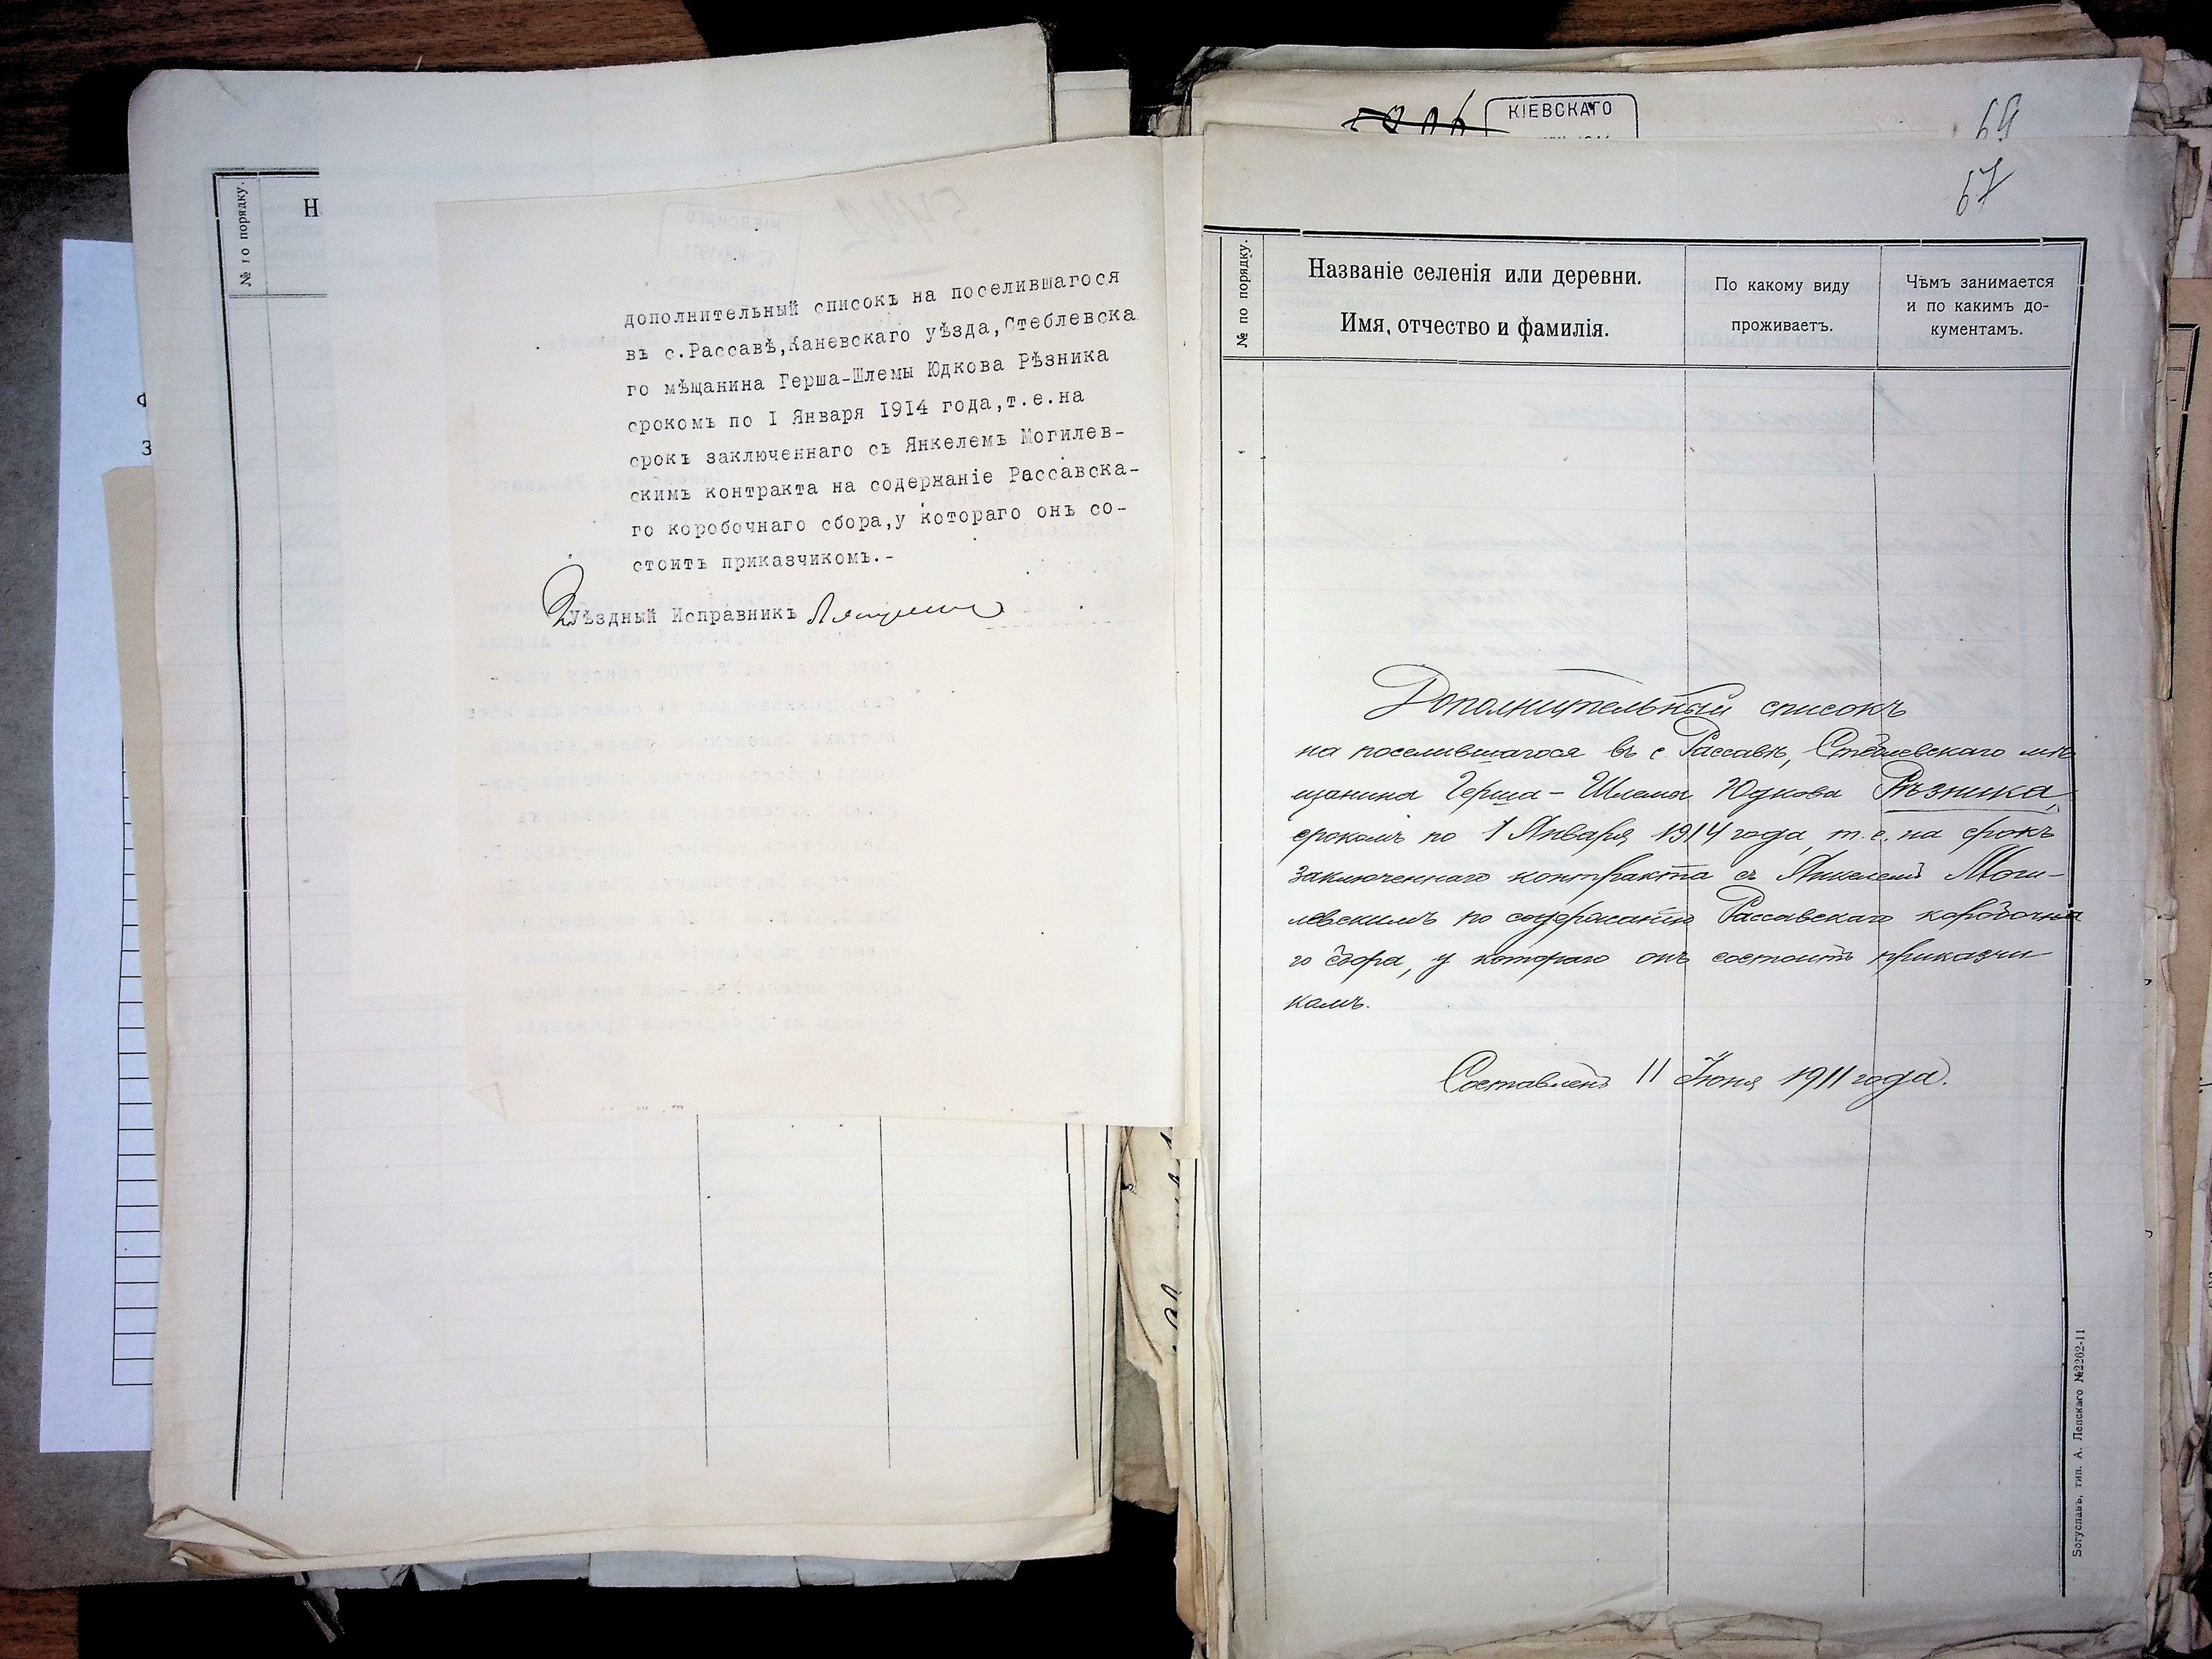 № по порядку.
Н
дополнительный списокъ на поселившагося
въ с.Рассавѣ,Каневскаго уѣзда,Стеблевска
го мѣщанина Герша-Шлемы Юдкова Рѣзника
срокомъ по I Января 1914 года,т.е.на
срокъ заключеннаго съ Янкелемъ Могилев-
скимъ контракта на содержаніе Рассавска-
го коробочнаго сбора,у котораго онъ со-
стоитъ приказчикомъ.-
Уѣздный Исправникъ
КІЕВСКАГО
64
67
№ по порядку.
Названіе селенія или деревни.
Имя, отчество и фамилія.
По какому виду
проживаетъ.
Чѣмъ занимается
и по какимъ до-
кументамъ.
Дополнительный списокъ
на поселившагося въ с. Рассавѣ, Стеблевскаго мѣ
щанина Герша - Шлемы Юдкова Рѣзника,
срокомъ по 1 Января 1914 года, т. е. на срокъ
заключеннаго контракта съ Янкелемъ Моги-
левскимъ по содержанію Рассавскаго коробочна
го сбора, у котораго онъ состоитъ приказчи
комъ.
Составленъ 11 Іюня 1911 года.
Богуславъ, тип. А. Лепскаго №2262-11